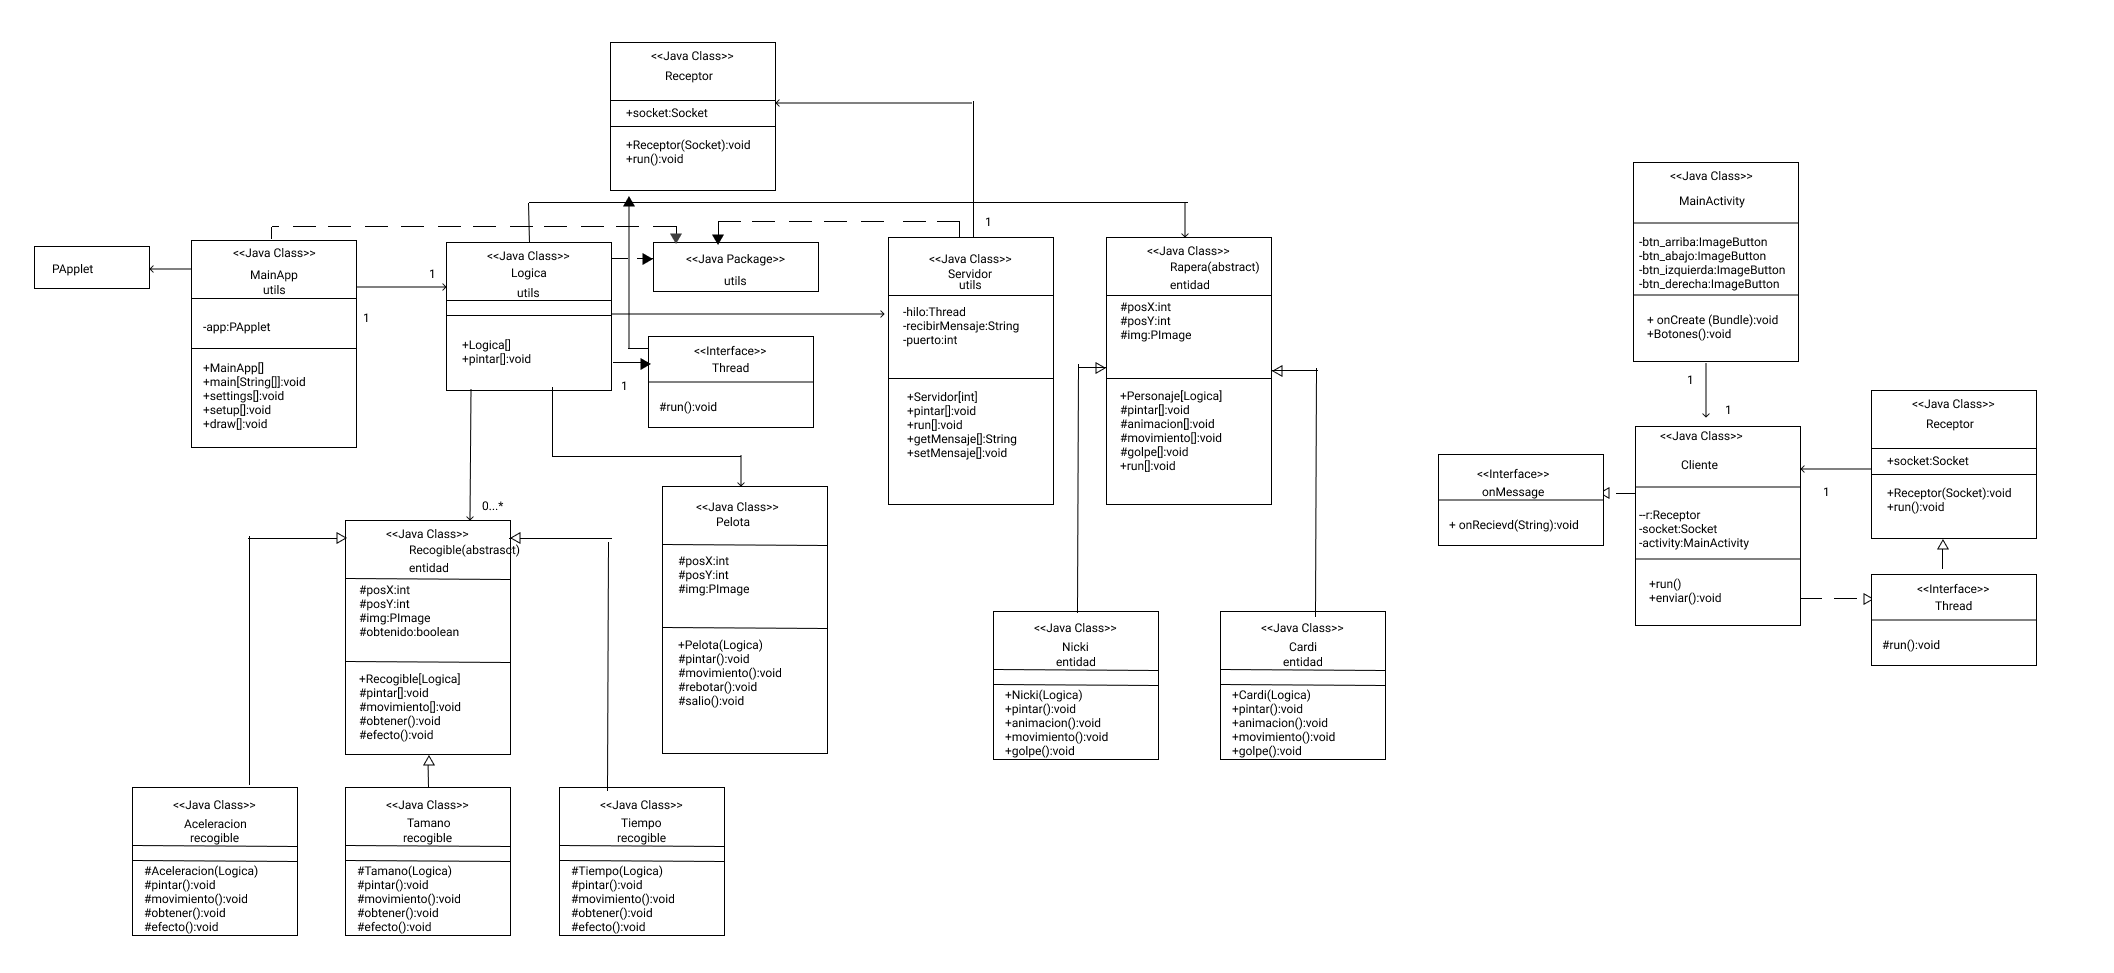 <<Java Class>>
Receptor
+socket:Socket
+Receptor(Socket):void
+run():void
PApplet
<<Java Class>>
MainApp
utils
-app:PApplet
+MainApp[]
+main[String[]]:void
+settings[]:void
+setup[]:void
+draw[]:void
1
1
<<Java Class>>
Logica
utils
+Logica[]
+pintar[]:void
<<Java Package>>
utils
1
<<Interface>>
Thread
#run():void
1
<<Java Class>>
Servidor
utils
-hilo:Thread
-recibirMensaje:String
-puerto:int
+Servidor[int]
+pintar[]:void
+run[]:void
+getMensaje[]:String
+setMensaje[]:void
<<Java Class>>
Rapera(abstract)
entidad
#posX:int
#posY:int
#img:PImage
+Personaje[Logica]
#pintar[]:void
#animacion[]:void
#movimiento[]:void
#golpe[]:void
+run[]:void
0...*
<<Java Class>>
Recogible(abstrasct)
entidad
#posX:int
#posY:int
#img:PImage
#obtenido:boolean
+Recogible[Logica]
#pintar[]:void
#movimiento[]:void
#obtener():void
#efecto():void
<<Java Class>>
Pelota
#posX:int
#posY:int
#img:PImage
+Pelota(Logica)
#pintar():void
#movimiento():void
#rebotar():void
#salio():void
<<Java Class>>
Nicki
entidad
+Nicki(Logica)
+pintar():void
+animacion():void
+movimiento():void
+golpe():void
<<Java Class>>
Cardi
entidad
+Cardi(Logica)
+pintar():void
+animacion():void
+movimiento():void
+golpe():void
<<Java Class>>
Aceleracion
recogible
#Aceleracion(Logica)
#pintar():void
#movimiento():void
#obtener():void
#efecto():void
<<Java Class>>
Tamano
recogible
#Tamano(Logica)
#pintar():void
#movimiento():void
#obtener():void
#efecto():void
<<Java Class>>
Tiempo
recogible
#Tiempo(Logica)
#pintar():void
#movimiento():void
#obtener():void
#efecto():void
<<Java Class>>
MainActivity
-btn_arriba:ImageButton
-btn_abajo:ImageButton
-btn_izquierda:ImageButton
-btn_derecha:ImageButton
+ onCreate (Bundle):void
+Botones():void
1
1
<<Interface>>
onMessage
+ onRecievd(String):void
<<Java Class>>
Cliente
--r:Receptor
-socket:Socket
-activity:MainActivity
+run()
+enviar():void
1
<<Java Class>>
Receptor
+socket:Socket
+Receptor(Socket):void
+run():void
<<Interface>>
Thread
#run():void